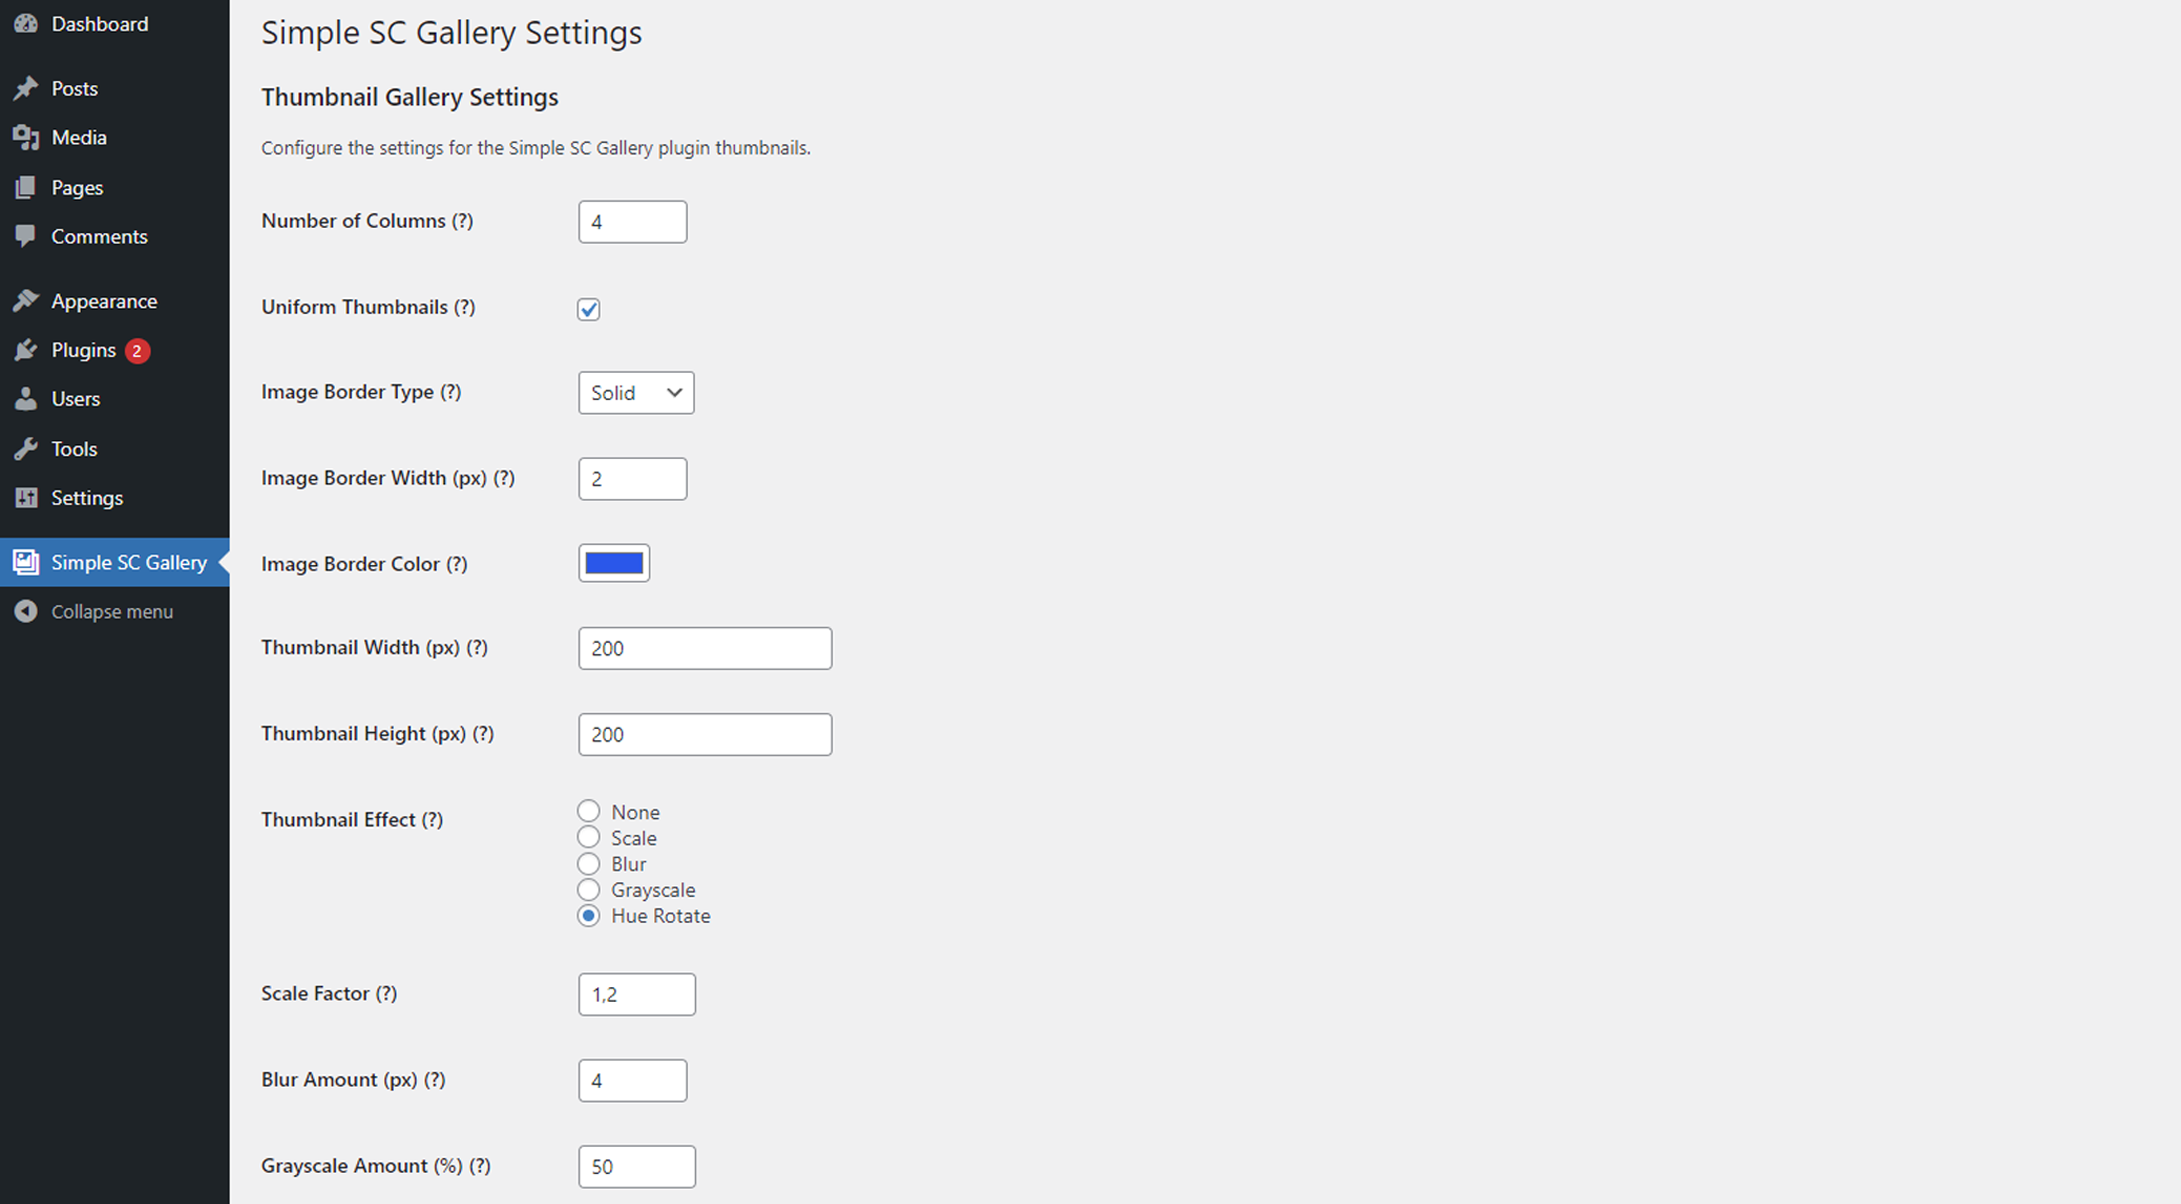 Dashboard
Posts
Media
Pages
Comments
Appearance
Plugins 2
Users
Tools
Settings
Simple SC Gallery
Collapse menu
Simple SC Gallery Settings
Thumbnail Gallery Settings
Configure the settings for the Simple SC Gallery plugin thumbnails.
Number of Columns (?) 4
Uniform Thumbnails (?)
Image Border Type (?) Solid
Image Border Width (px) (?) 2
Image Border Color (?)
Thumbnail Width (px) (?) 200
Thumbnail Height (px) (?) 200
Thumbnail Effect (?)
None
Scale
Blur
Grayscale
Hue Rotate
Scale Factor (?) 1,2
Blur Amount (px) (?) 4
Grayscale Amount (%) (?) 50